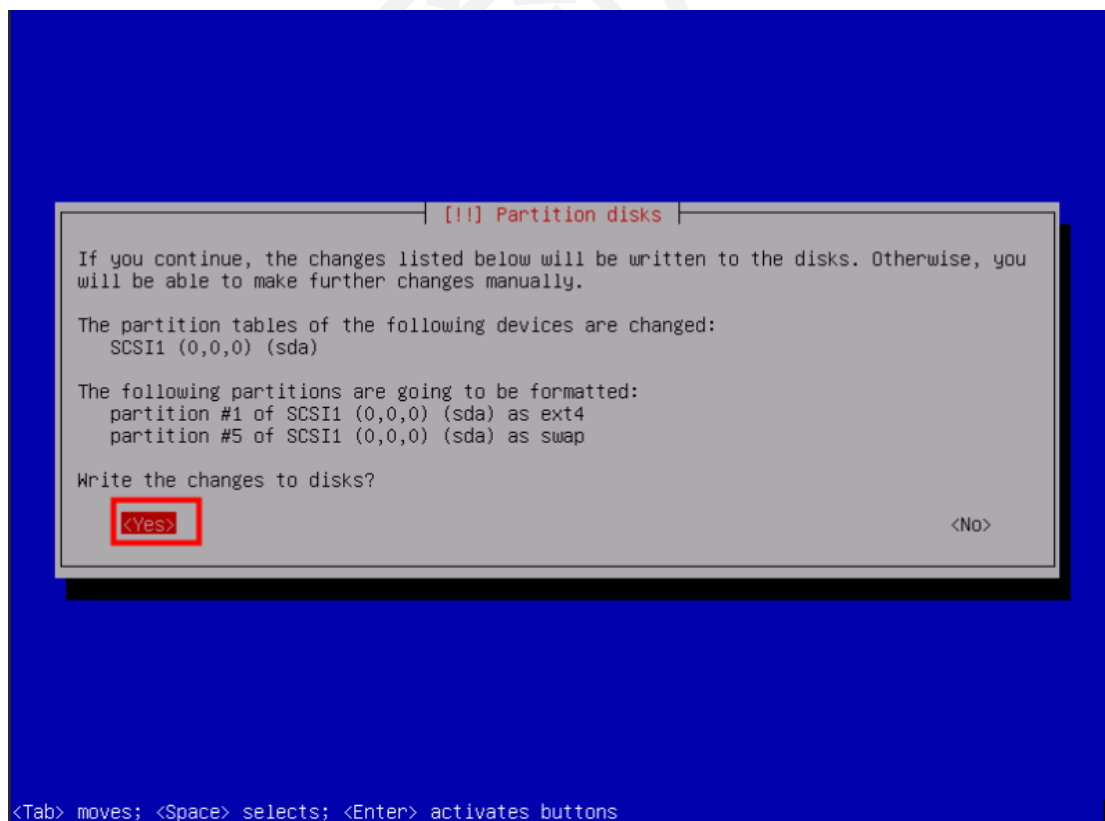 [!!] Partition disks
If you continue, the changes listed below will be written to the disks. Otherwise, you
will be able to make further changes manually.
The partition tables of the following devices are changed:
SCSI1 (0,0,0) (sda)
The following partitions are going to be formatted:
partition #1 of SCSI1 (0,0,0) (sda) as ext4
partition #5 of SCSI1 (0,0,0) (sda) as swap
Write the changes to disks?
<Yes> <No>
<Tab> moves; <Space> selects; <Enter> activates buttons